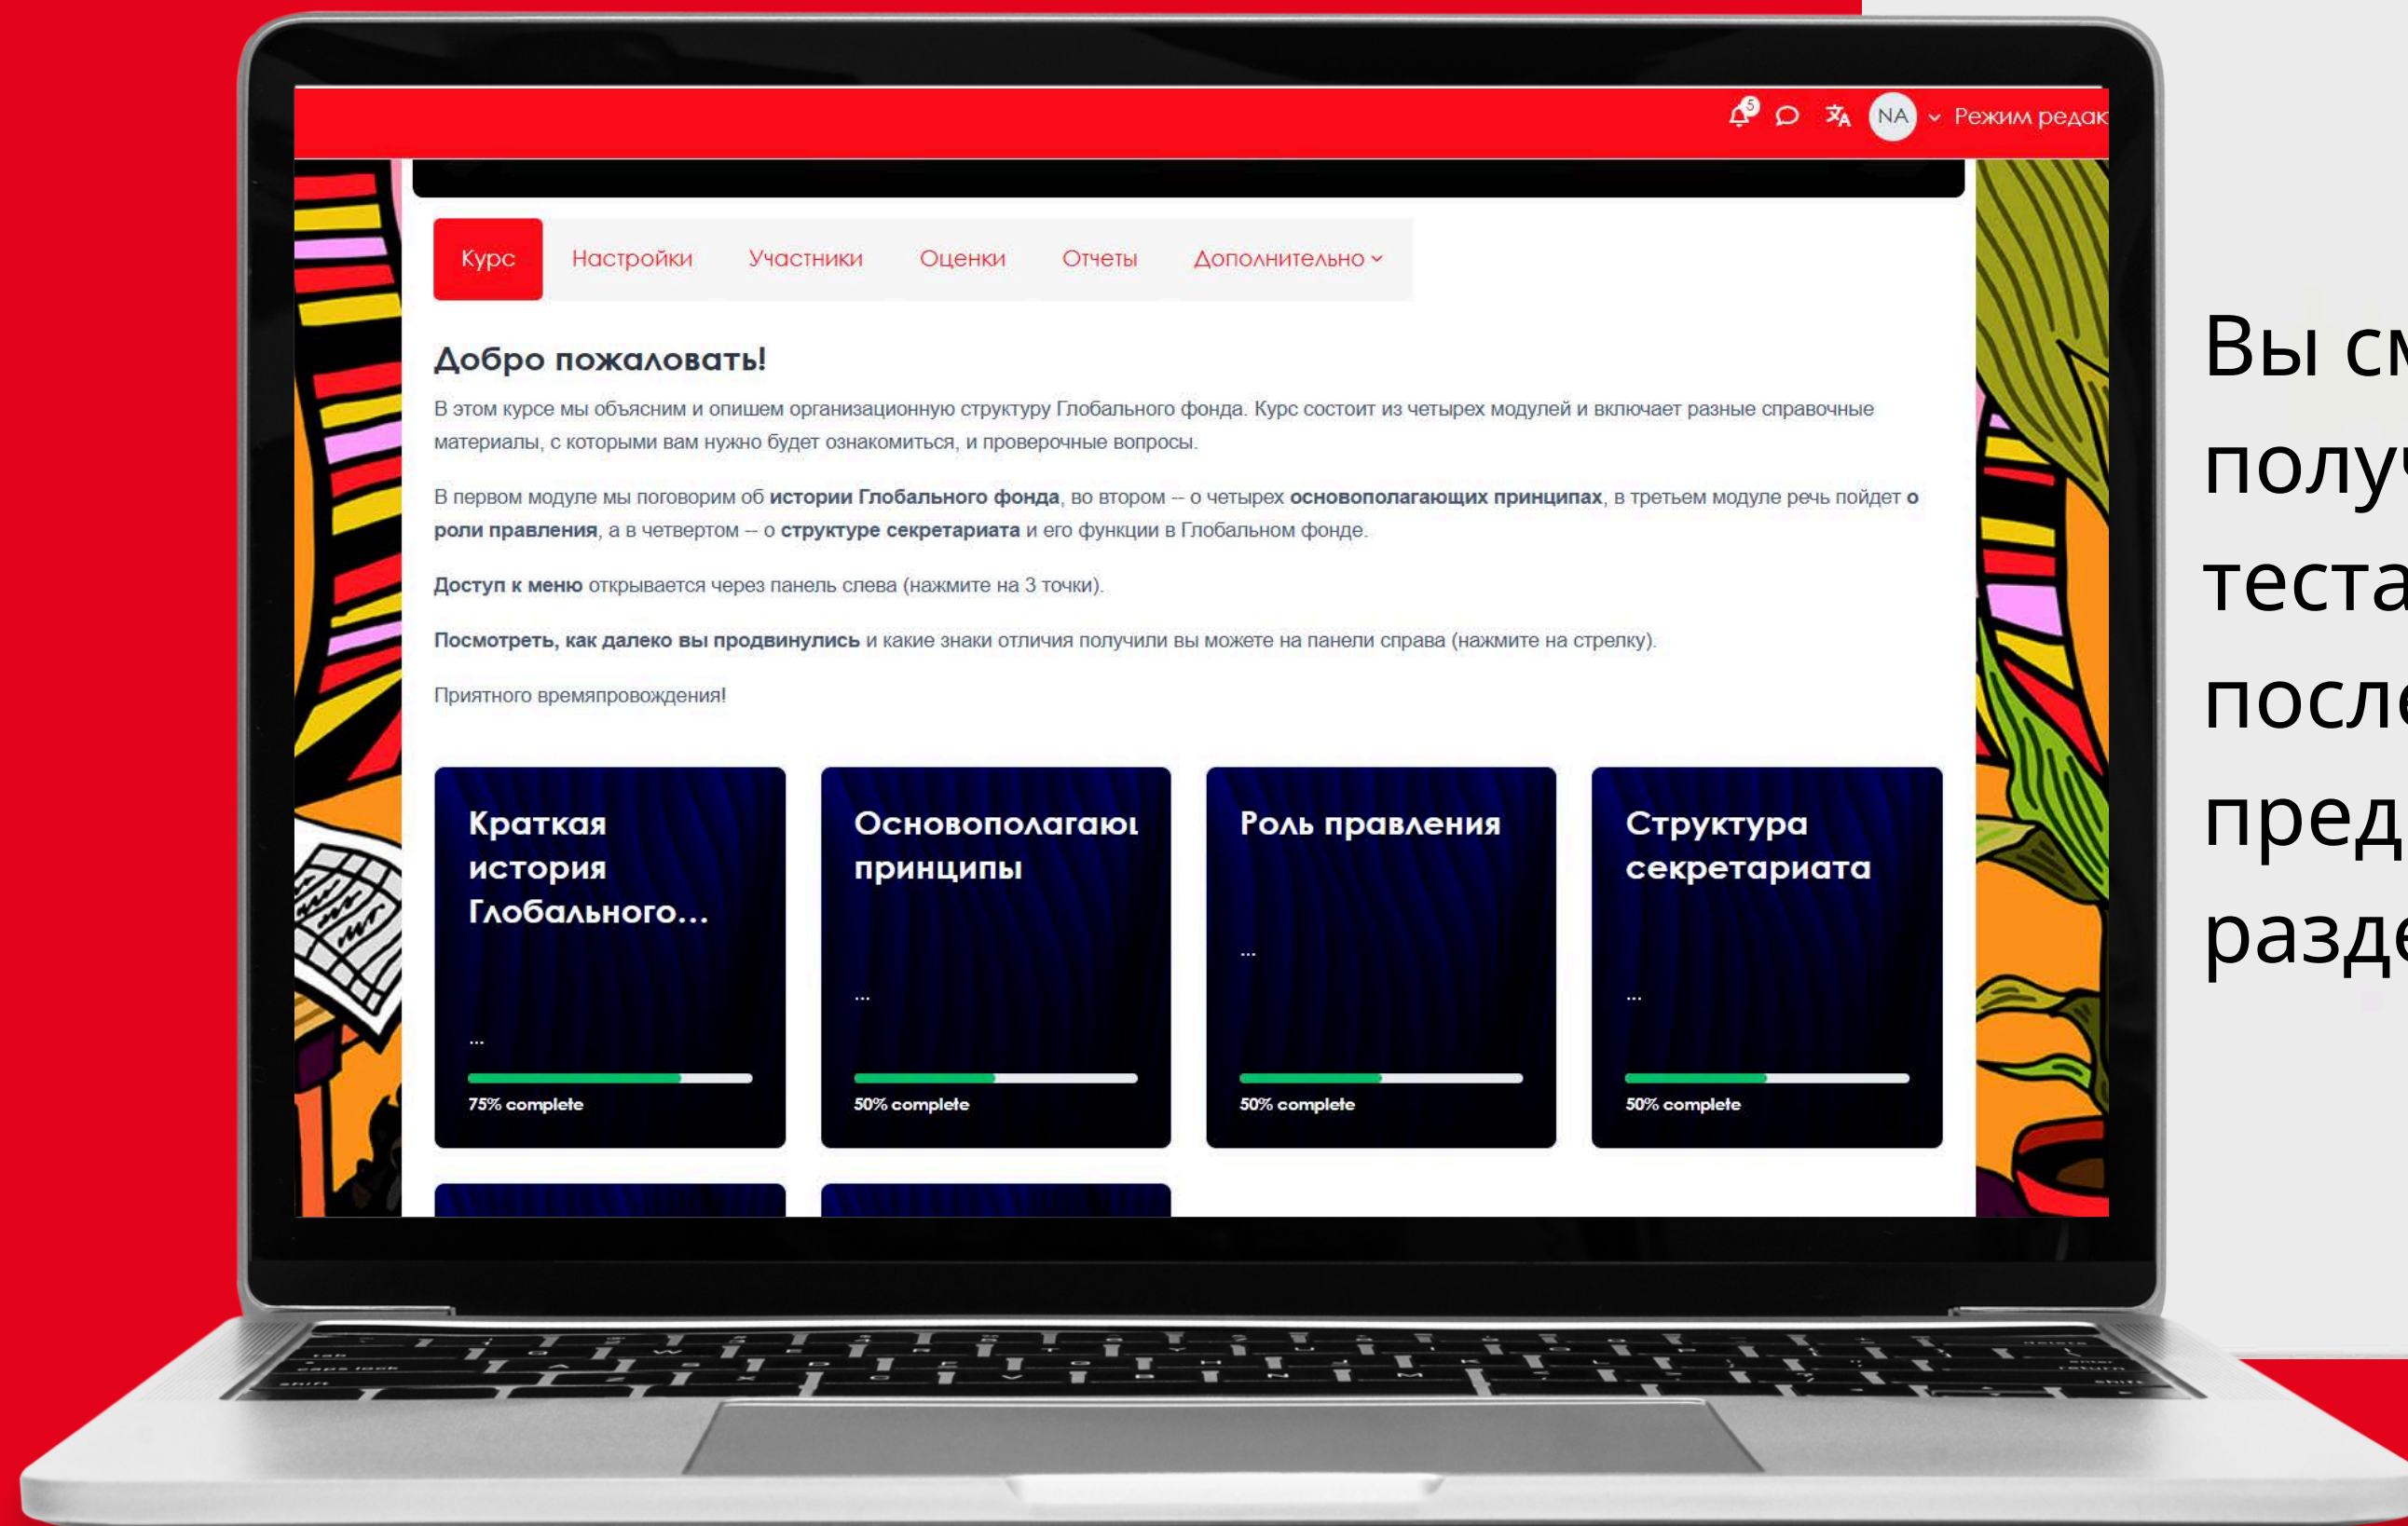 5
NA
Режим редак
Курс
Настройки
Участники
Оценки
Отчеты
Дополнительно
Добро пожаловать!
В этом курсе мы объясним и опишем организационную структуру Глобального фонда. Курс состоит из четырех модулей и включает разные справочные
материалы, с которыми вам нужно будет ознакомиться, и проверочные вопросы.
В первом модуле мы поговорим об истории Глобального фонда, во втором -- о четырех основополагающих принципах, в третьем модуле речь пойдет о
роли правления, а в четвертом -- о структуре секретариата и его функции в Глобальном фонде.
Доступ к меню открывается через панель слева (нажмите на 3 точки).
Посмотреть, как далеко вы продвинулись и какие знаки отличия получили вы можете на панели справа (нажмите на стрелку).
Приятного времяпровождения!
Краткая
история
Глобального...
...
75% complete
Основополагающ
принципы
...
50% complete
Роль правления
...
50% complete
Структура
секретариата
...
50% complete
Вы см
получ
теста
после
пред
разде